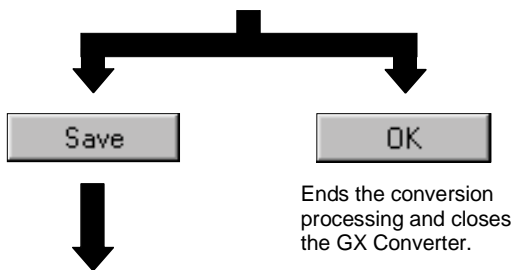 Save
OK
Ends the conversion
processing and closes
the GX Converter.